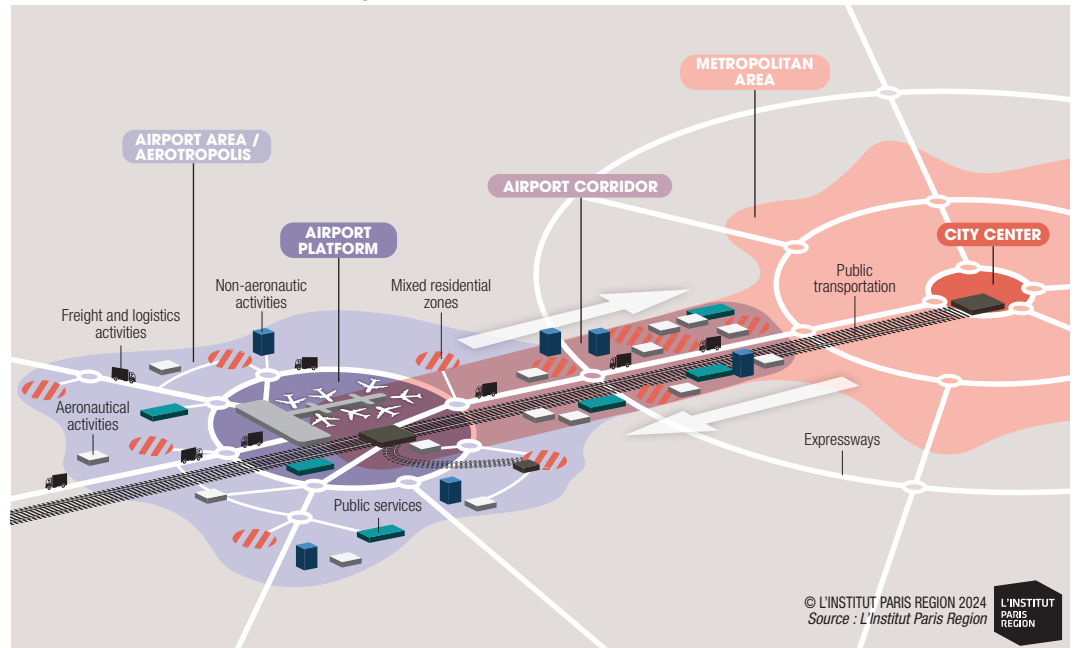 METROPOLITAN
AREA
AIRPORT AREA /
AEROTROPOLIS
AIRPORT CORRIDOR
AIRPORT
PLATFORM
CITY CENTER
Non-aeronautic
activities
Mixed residential
zones
Public
transportation
Freight and logistics
activities
Aeronautical
activities
Expressways
Public services
© L'INSTITUT PARIS REGION 2024
Source : L'Institut Paris Region
L'INSTITUT
PARIS
REGION